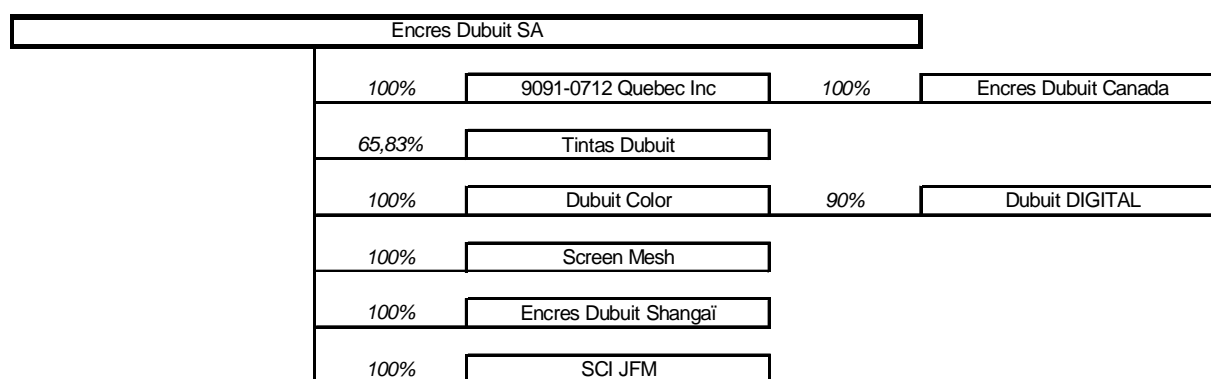 Encres Dubuit SA
100% 9091-0712 Quebec Inc 100% Encres Dubuit Canada
65,83% Tintas Dubuit
100% Dubuit Color 90% Dubuit DIGITAL
100% Screen Mesh
100% Encres Dubuit Shangaï
100% SCI JFM